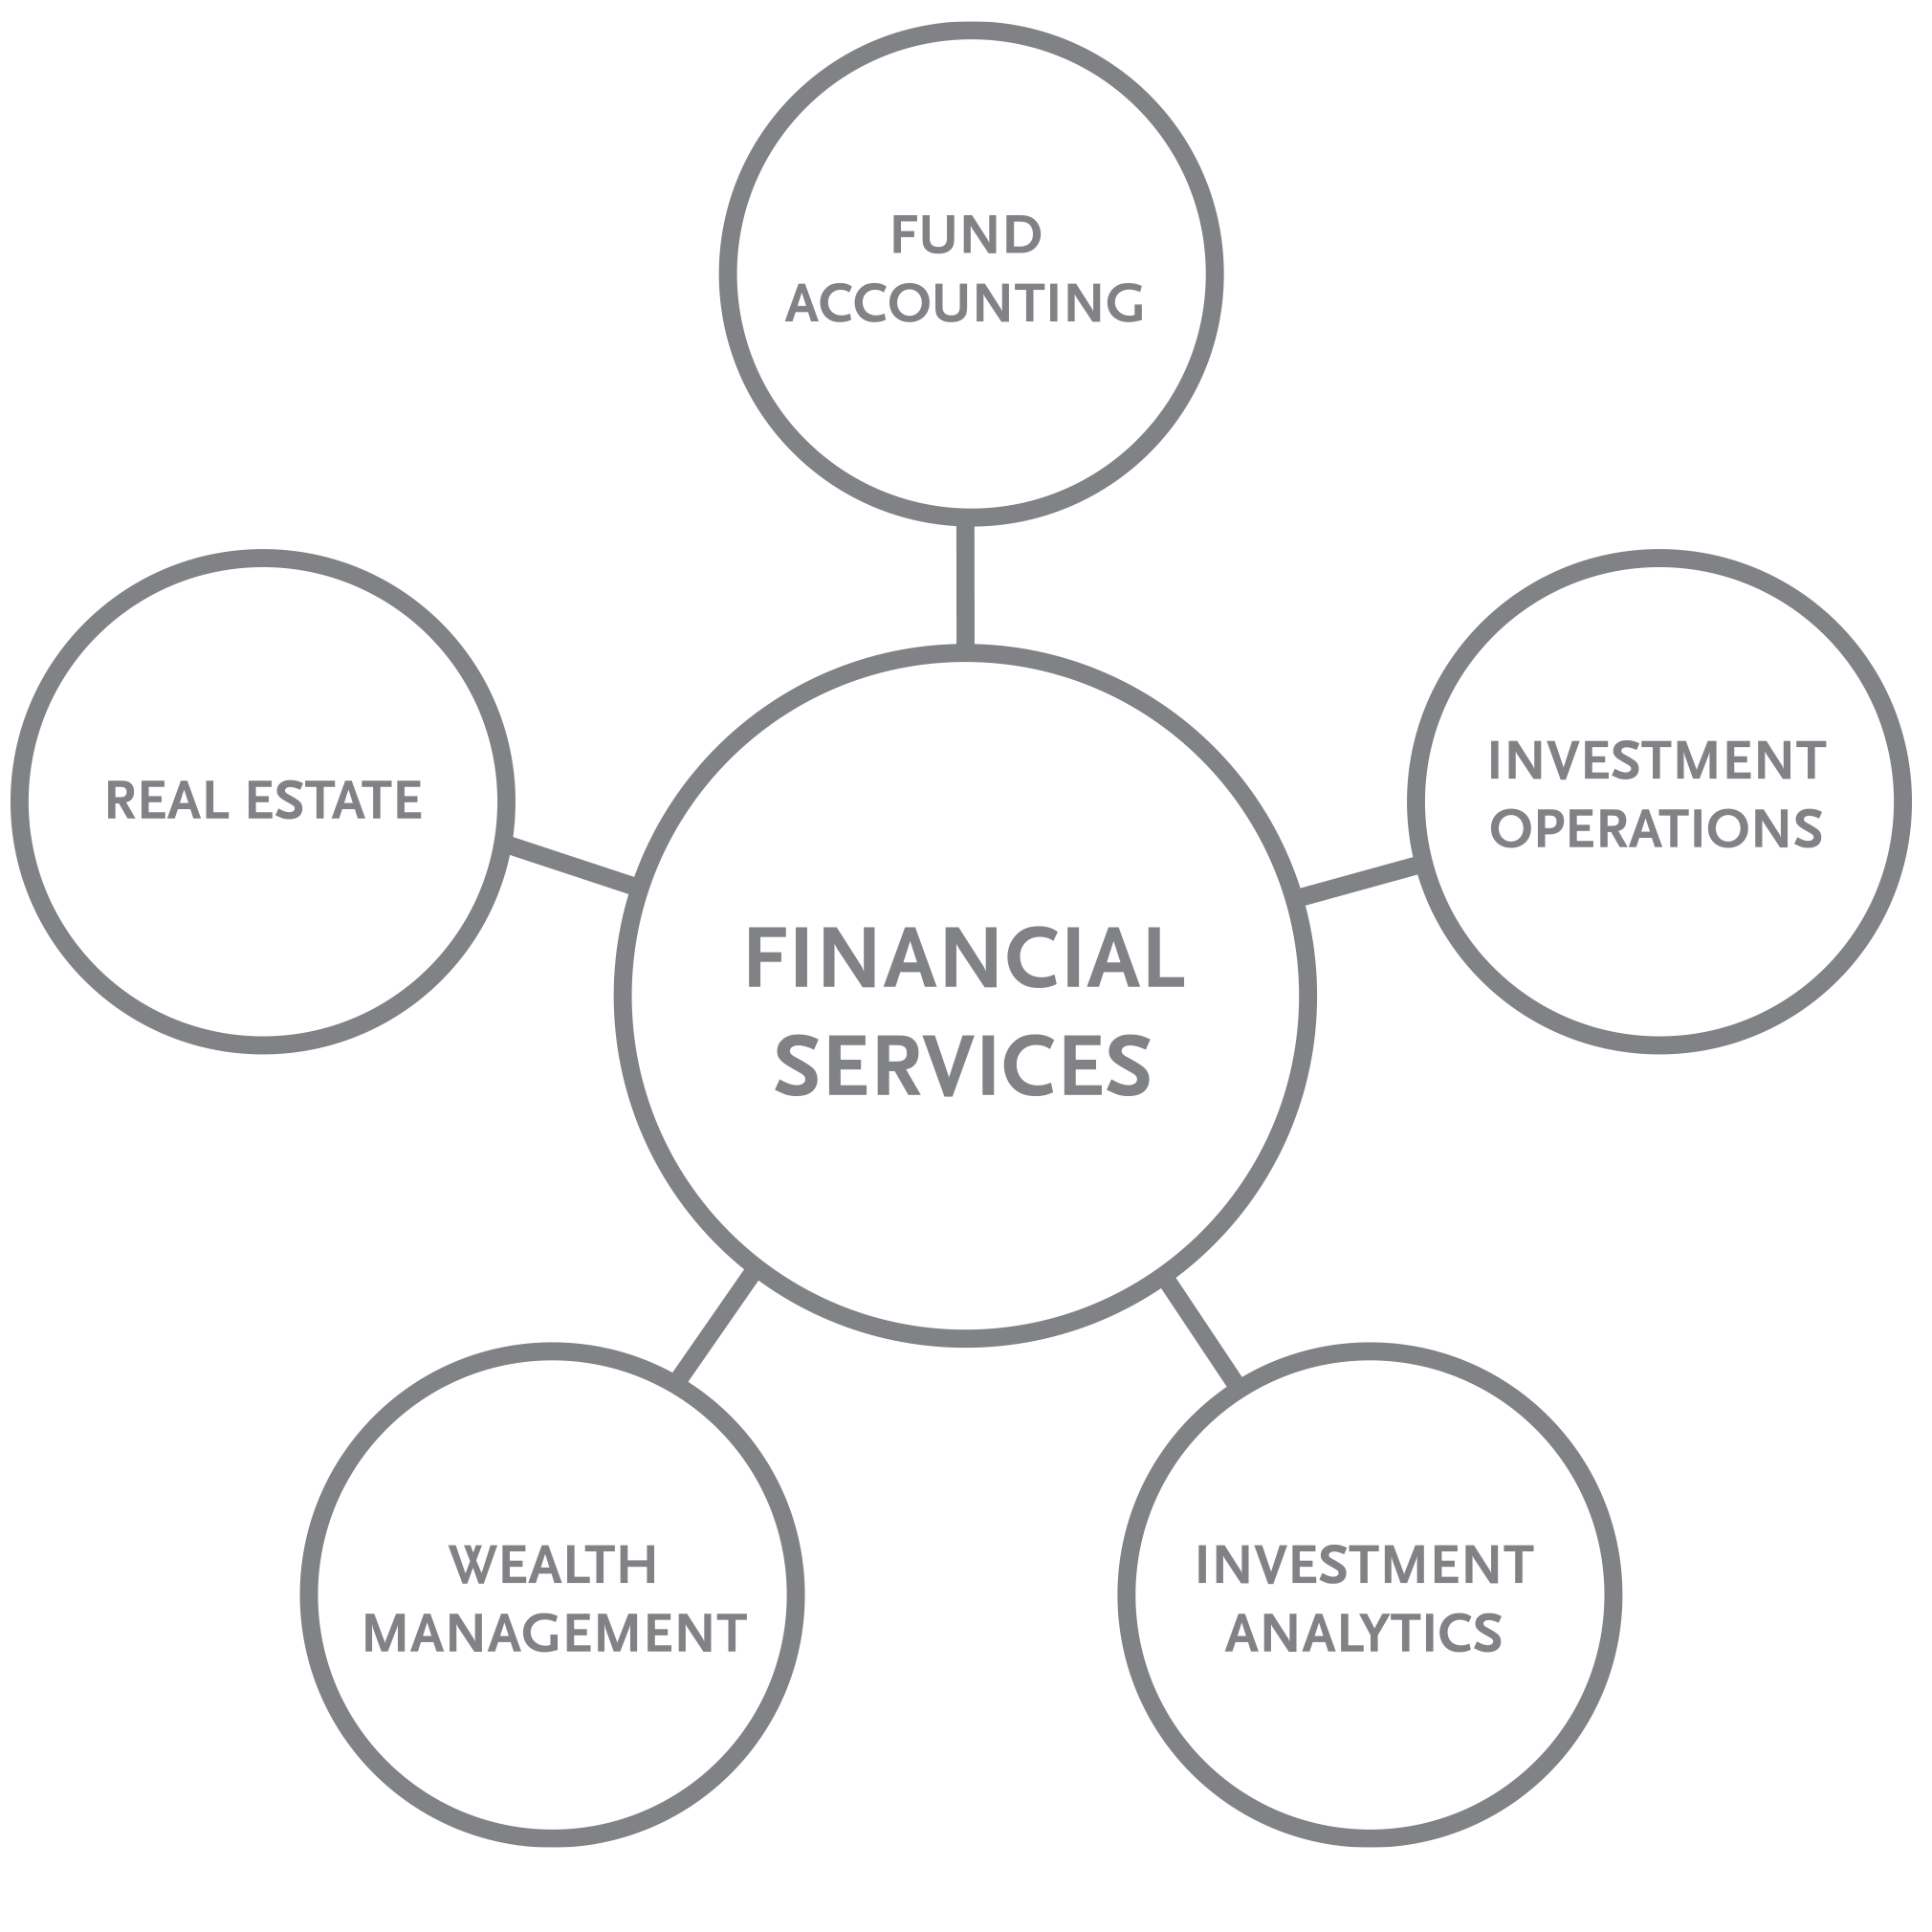 FUND
ACCOUNTING
REAL ESTATE
INVESTMENT
OPERATIONS
FINANCIAL
SERVICES
WEALTH
MANAGEMENT
INVESTMENT
ANALYTICS